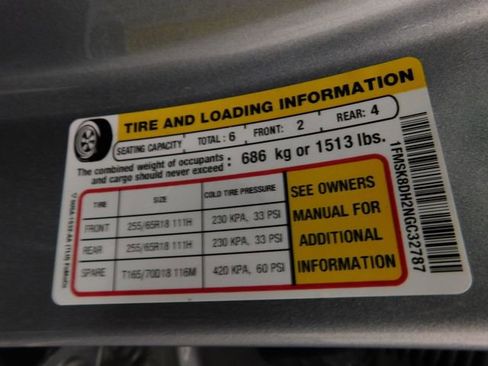 TIRE AND LOADING INFORMATION
SEATING CAPACITY TOTAL: 6 FRONT: 2 REAR: 4
The combined weight of occupants and cargo should never exceed: 686 kg or 1513 lbs.
TIRE SIZE COLD TIRE PRESSURE
FRONT 255/65R18 111H 230 KPA, 33 PSI
REAR 255/65R18 111H 230 KPA, 33 PSI
SPARE T165/70D18 116M 420 KPA, 60 PSI
SEE OWNERS
MANUAL FOR
ADDITIONAL
INFORMATION
1FMSK8DH2NGC32787